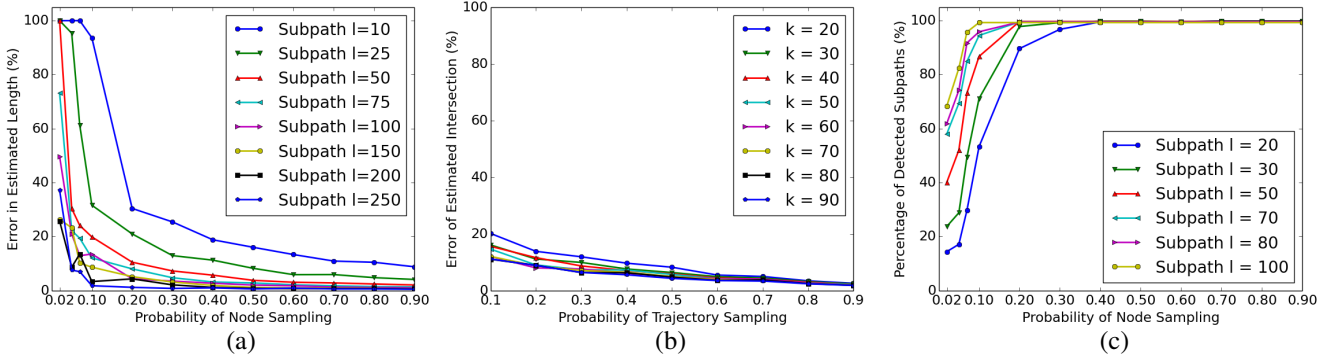 100
80
60
40
20
0
Error in Estimated Length (%)
0.02
0.10
0.20
0.30
0.40
0.50
0.60
0.70
0.80
0.90
Probability of Node Sampling
Subpath l=10
Subpath l=25
Subpath l=50
Subpath l=75
Subpath l=100
Subpath l=150
Subpath l=200
Subpath l=250
(a)
100
80
60
40
20
0
Error of Estimated Intersection (%)
0.1
0.2
0.3
0.4
0.5
0.6
0.7
0.8
0.9
Probability of Trajectory Sampling
k = 20
k = 30
k = 40
k = 50
k = 60
k = 70
k = 80
k = 90
(b)
100
80
60
40
20
0
Percentage of Detected Subpaths (%)
0.02
0.10
0.20
0.30
0.40
0.50
0.60
0.70
0.80
0.90
Probability of Node Sampling
Subpath l = 20
Subpath l = 30
Subpath l = 50
Subpath l = 70
Subpath l = 80
Subpath l = 100
(c)